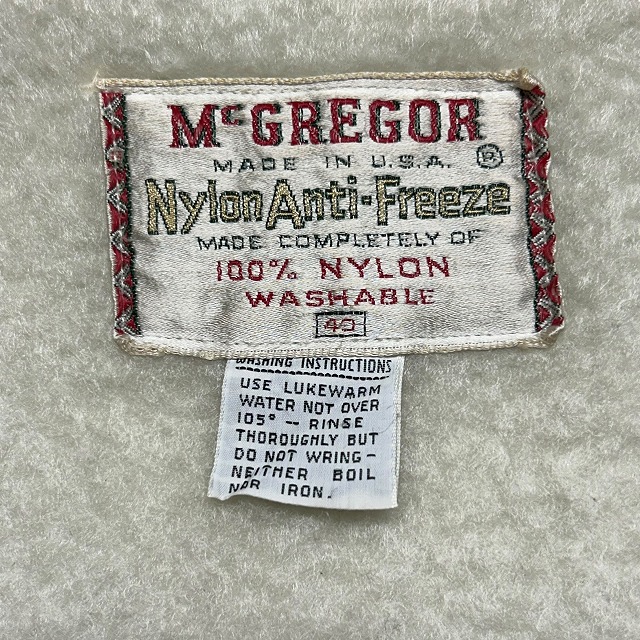 McGREGOR
MADE IN U.S.A. ®
Nylon Anti-Freeze
MADE COMPLETELY OF
100% NYLON
WASHABLE
40
WASHING INSTRUCTIONS
USE LUKEWARM
WATER NOT OVER
105° — RINSE
THOROUGHLY BUT
DO NOT WRING—
NEITHER BOIL
NOR IRON.